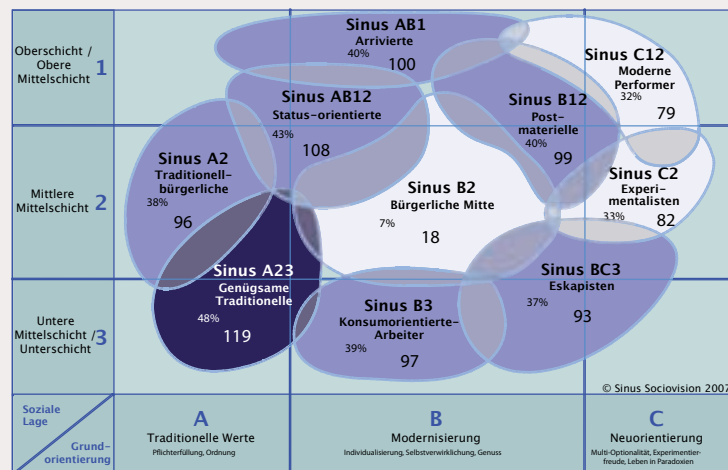 Oberschicht /
Obere
Mittelschicht
1
Mittlere
Mittelschicht
2
Untere
Mittelschicht /
Unterschicht
3
Sinus AB1
Arrivierte
40%
100
Sinus C12
Moderne
Performer
32%
79
Sinus AB12
Status-orientierte
43%
108
Sinus B12
Post-
materielle
40%
99
Sinus A2
Traditionell-
bürgerliche
38%
96
Sinus B2
Bürgerliche Mitte
7%
18
Sinus C2
Experi-
mentalisten
33%
82
Sinus A23
Genügsame
Traditionelle
48%
119
Sinus B3
Konsumorientierte-
Arbeiter
39%
97
Sinus BC3
Eskapisten
37%
93
© Sinus Sociovision 2007
Soziale
Lage
Grund-
orientierung
A
Traditionelle Werte
Pflichterfüllung, Ordnung
B
Modernisierung
Individualisierung, Selbstverwirklichung, Genuss
C
Neuorientierung
Multi-Optionalität, Experimentier-
freude, Leben in Paradoxien